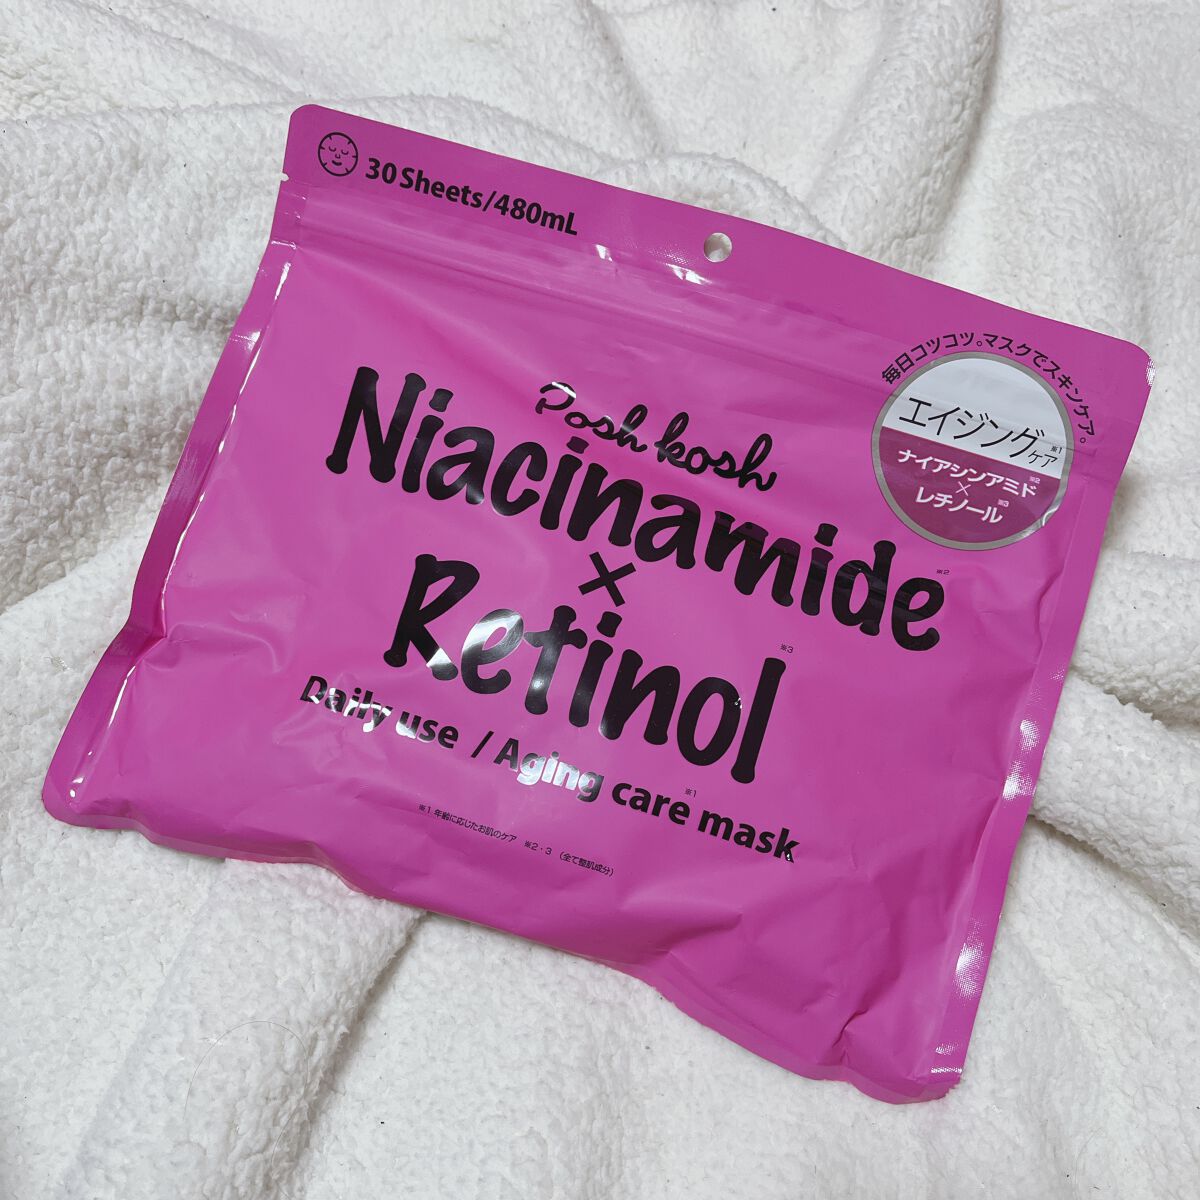 30 Sheets/480mL
毎日コツコツ。マスクでスキンケア。
エイジングケア※1
ナイアシンアミド※2
×
レチノール※3
Posh kosh
Niacinamide※2
×
Retinol※3
Daily use / Aging care※1 mask
※1 年齢に応じたお肌のケア ※2・3 (全て整肌成分)